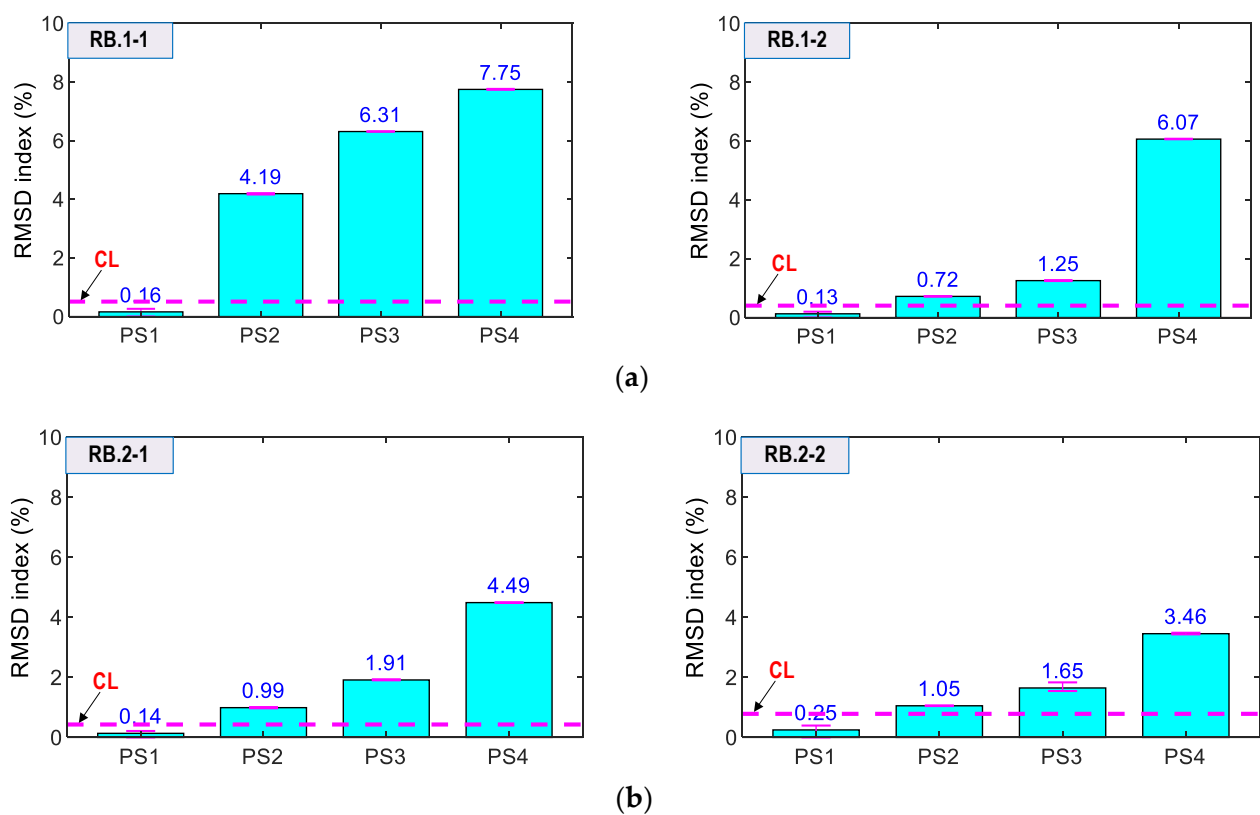 RB.1-1
RMSD index (%)
10
8
6
4
2
0
CL
0.16
4.19
6.31
7.75
PS1 PS2 PS3 PS4
RB.1-2
RMSD index (%)
10
8
6
4
2
0
CL
0.13
0.72
1.25
6.07
PS1 PS2 PS3 PS4
(a)
RB.2-1
RMSD index (%)
10
8
6
4
2
0
CL
0.14
0.99
1.91
4.49
PS1 PS2 PS3 PS4
RB.2-2
RMSD index (%)
10
8
6
4
2
0
CL
0.25
1.05
1.65
3.46
PS1 PS2 PS3 PS4
(b)